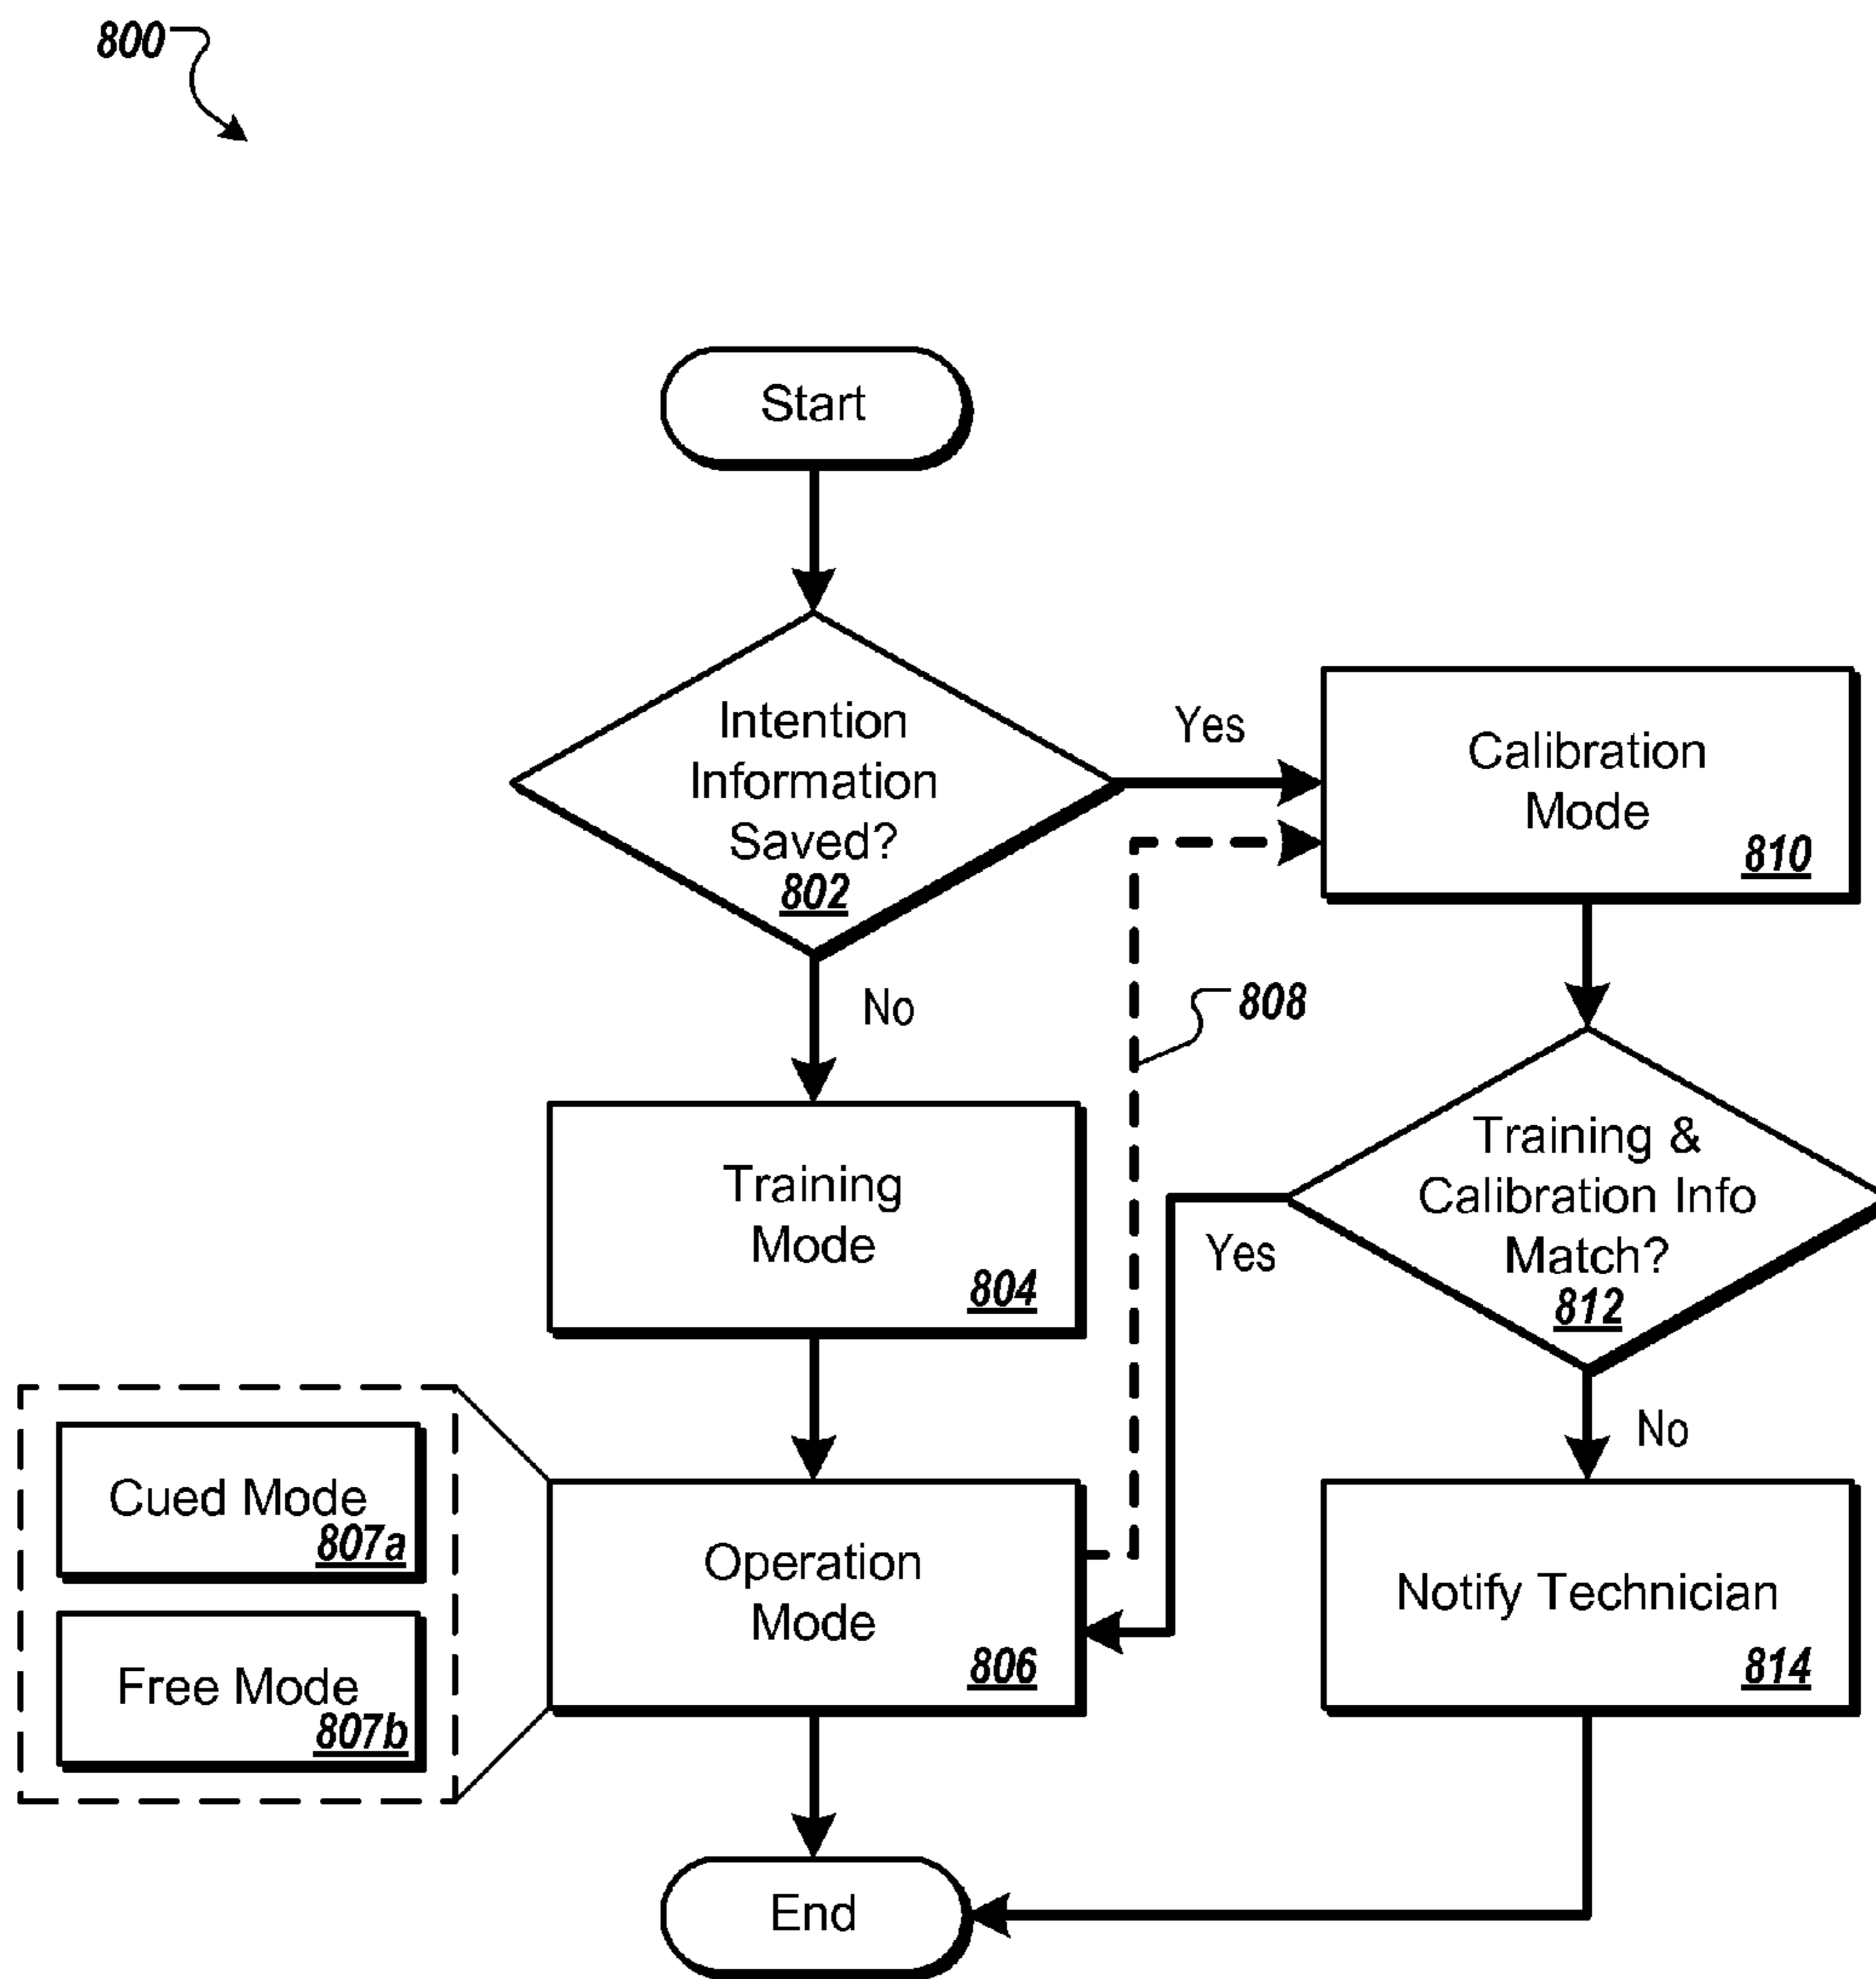 800
Start
Intention
Information
Saved?
802
Yes
No
Calibration
Mode
810
808
Training
Mode
804
Training &
Calibration Info
Match?
812
Yes
No
Cued Mode
807a
Free Mode
807b
Operation
Mode
806
Notify Technician
814
End